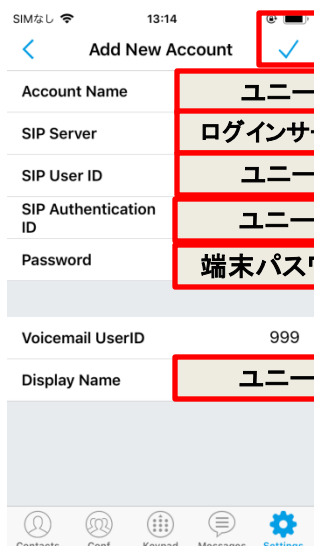 SIMなし 13:14
Add New Account
Account Name ユニー
SIP Server ログインサー
SIP User ID ユニー
SIP Authentication
ID ユニー
Password 端末パスワ
Voicemail UserID 999
Display Name ユニー
Contacts Conf Keypad Messages Settings